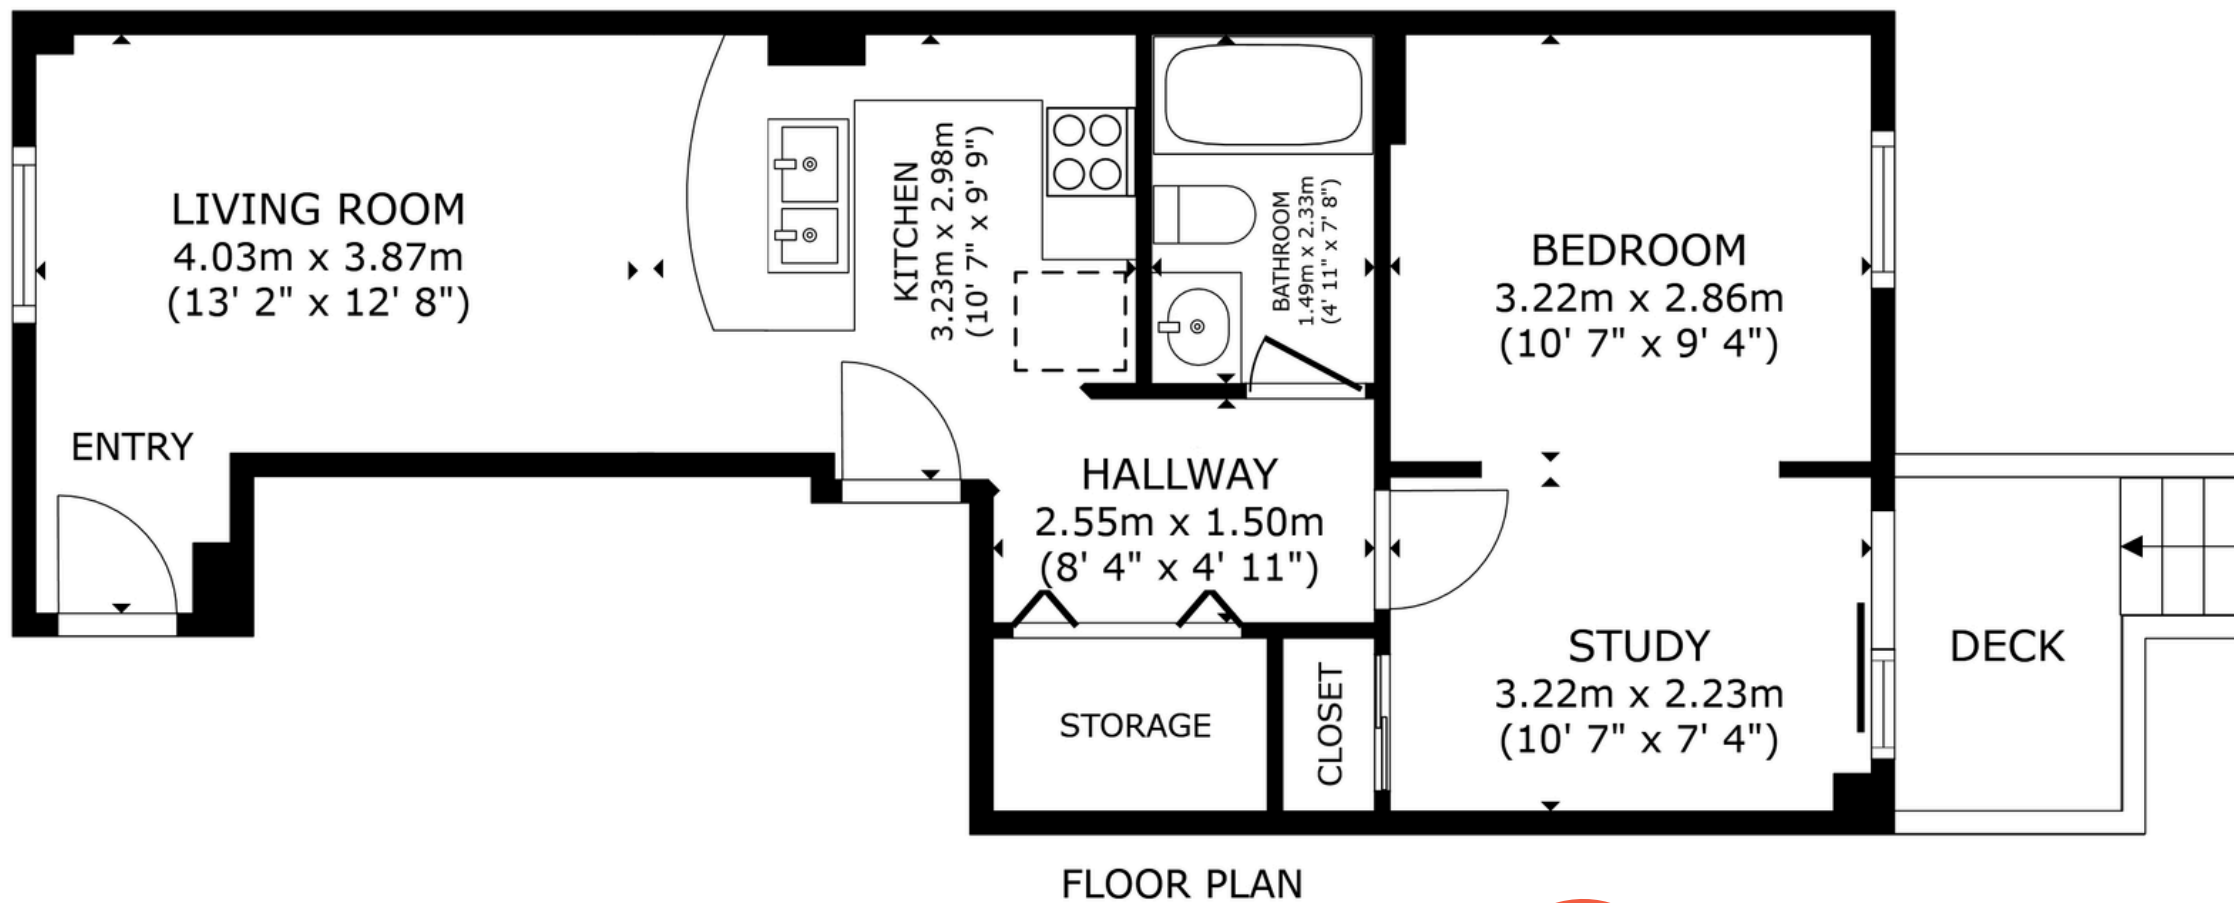 LIVING ROOM
4.03m x 3.87m
(13' 2" x 12' 8")
ENTRY
KITCHEN
3.23m x 2.98m
(10' 7" x 9' 9")
BATHROOM
1.49m x 2.33m
(4' 11" x 7' 8")
BEDROOM
3.22m x 2.86m
(10' 7" x 9' 4")
HALLWAY
2.55m x 1.50m
(8' 4" x 4' 11")
STORAGE
CLOSET
STUDY
3.22m x 2.23m
(10' 7" x 7' 4")
DECK
FLOOR PLAN